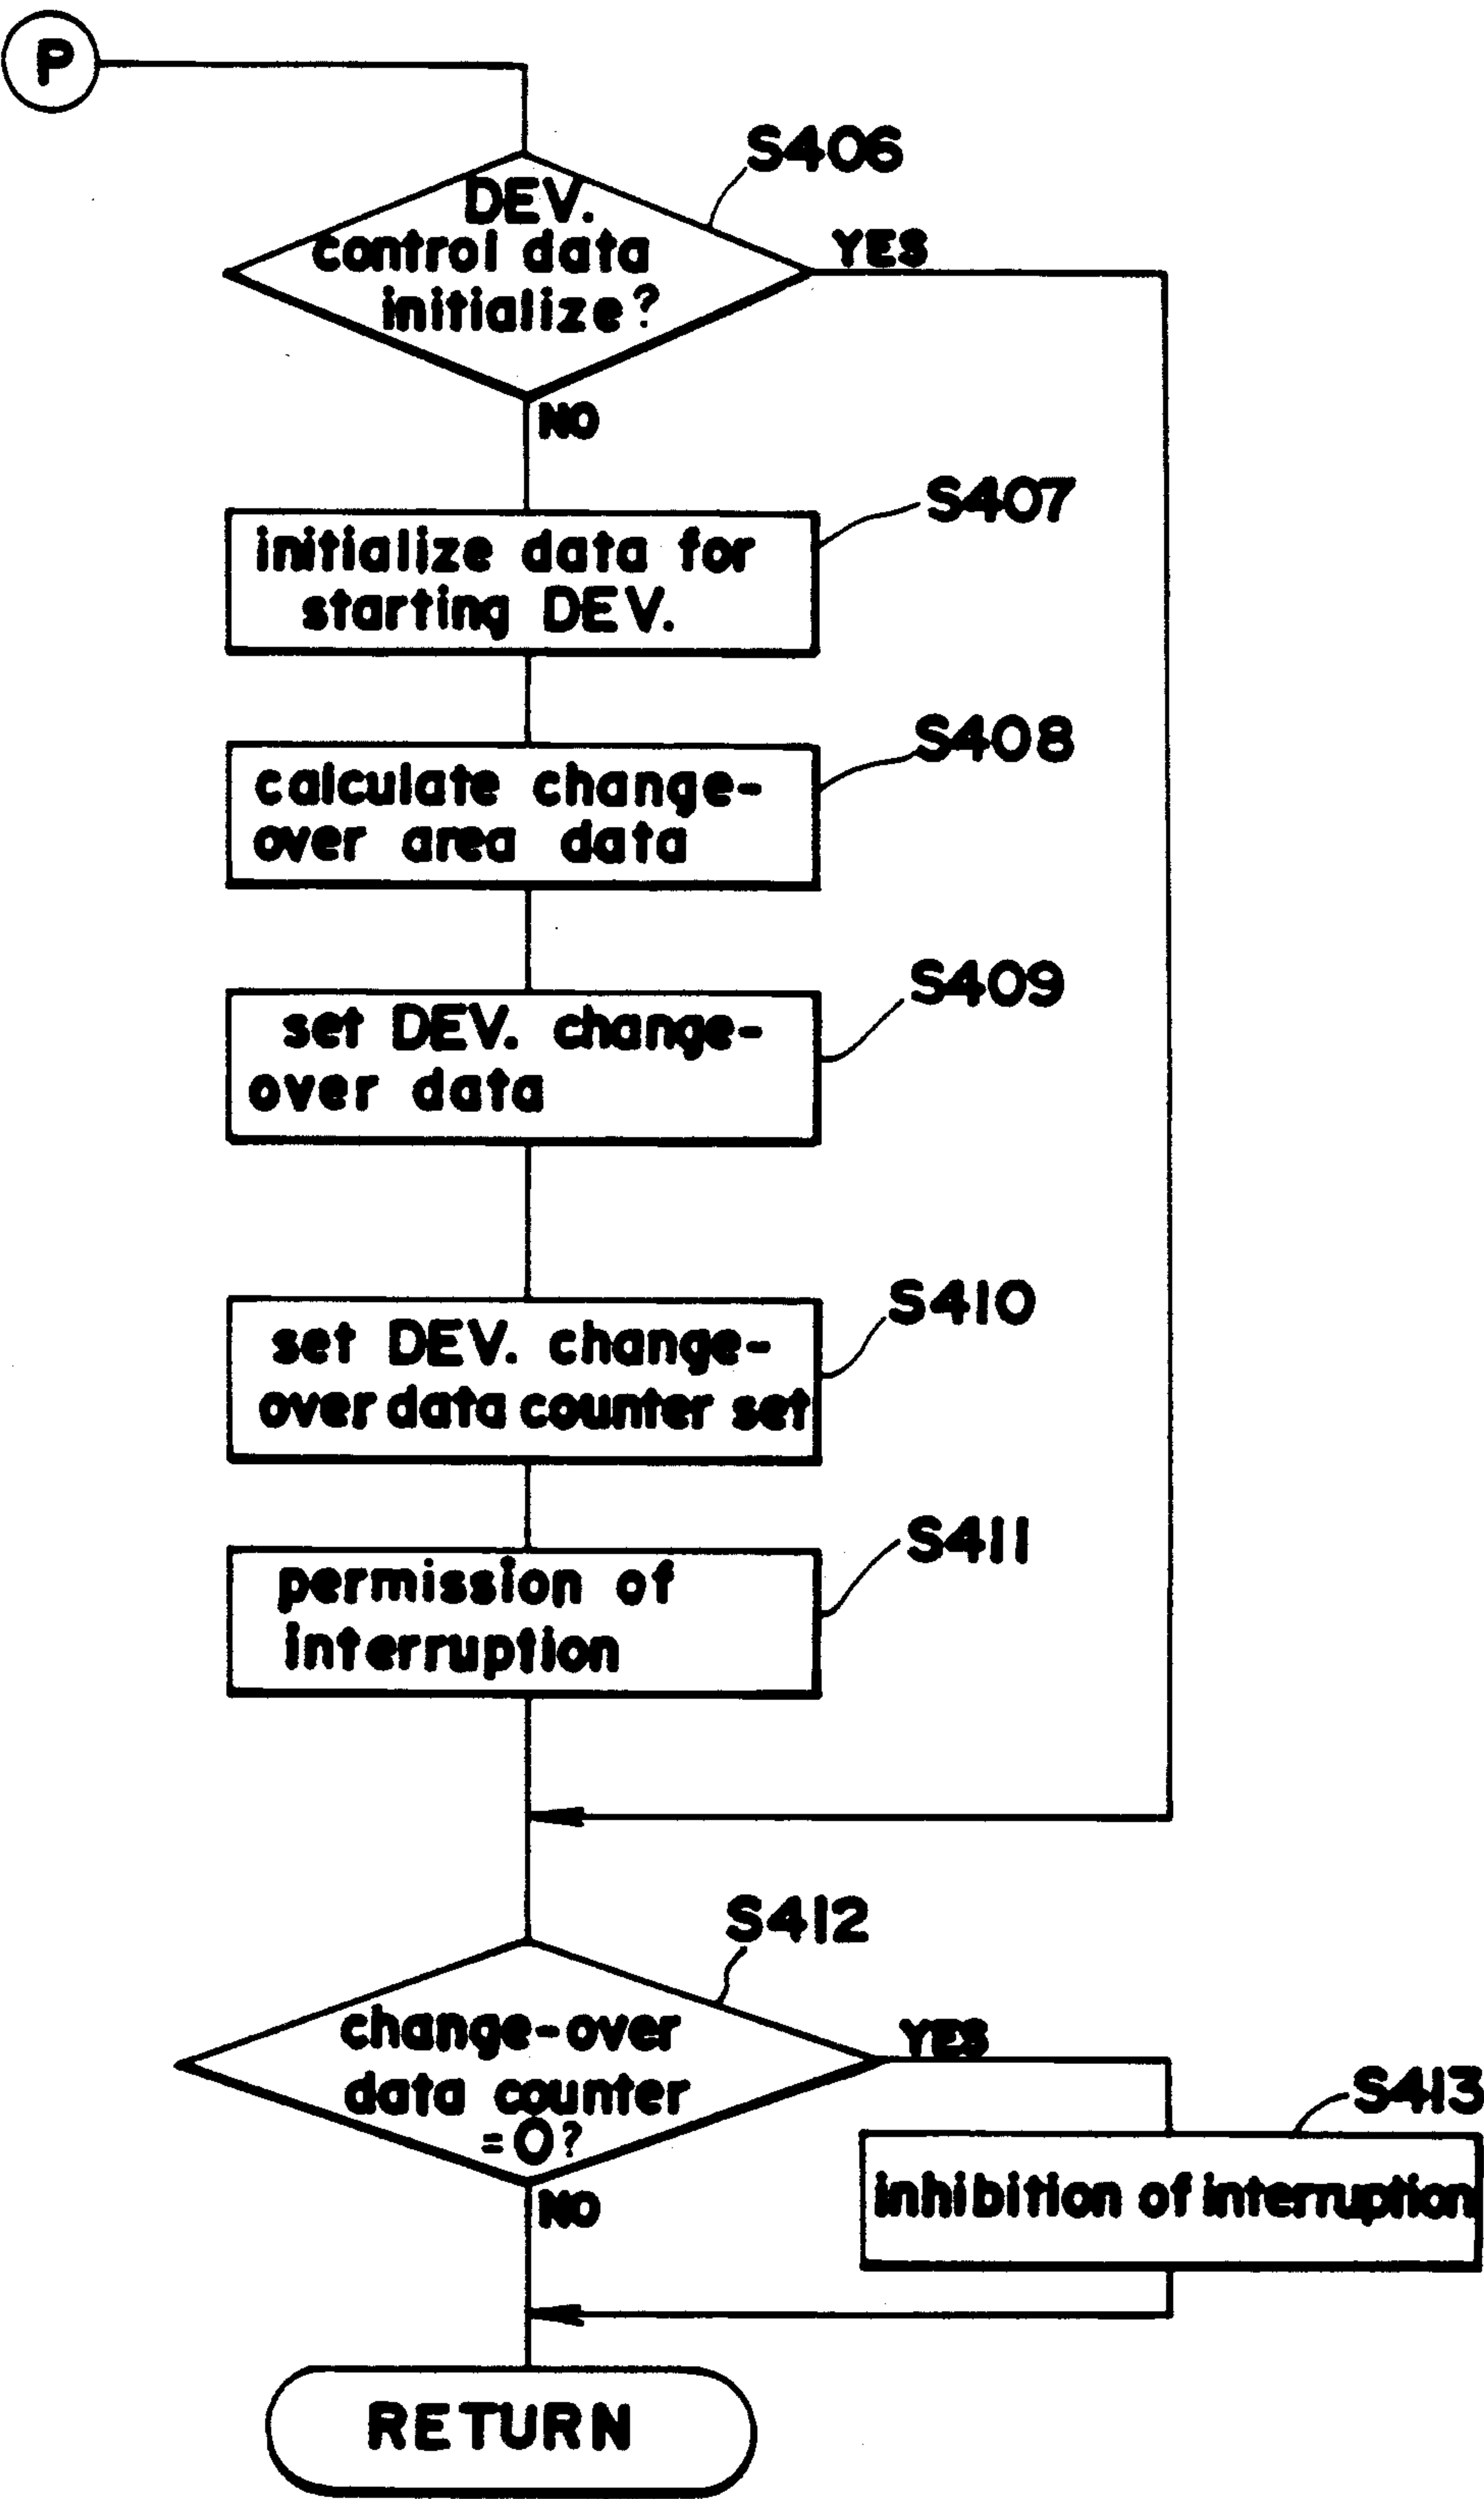 P
S406
DEV.
control data
initialize?
YES
NO
S407
initialize data for
starting DEV.
S408
calculate change-
over area data
S409
set DEV. change-
over data
S410
set DEV. change-
over data counter set
S411
permission of
interruption
S412
change-over
data counter
=0?
YES
S413
inhibition of interruption
NO
RETURN